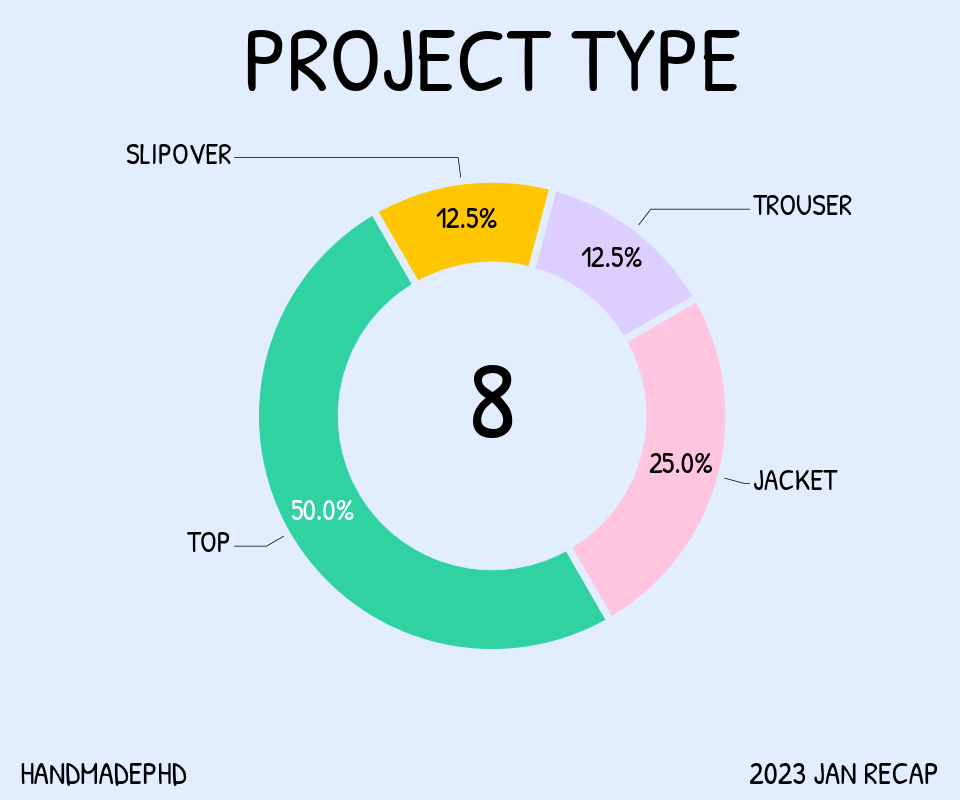 PROJECT TYPE
SLIPOVER
12.5%
TROUSER
12.5%
8
25.0%
JACKET
50.0%
TOP
HANDMADEPHD
2023 JAN RECAP